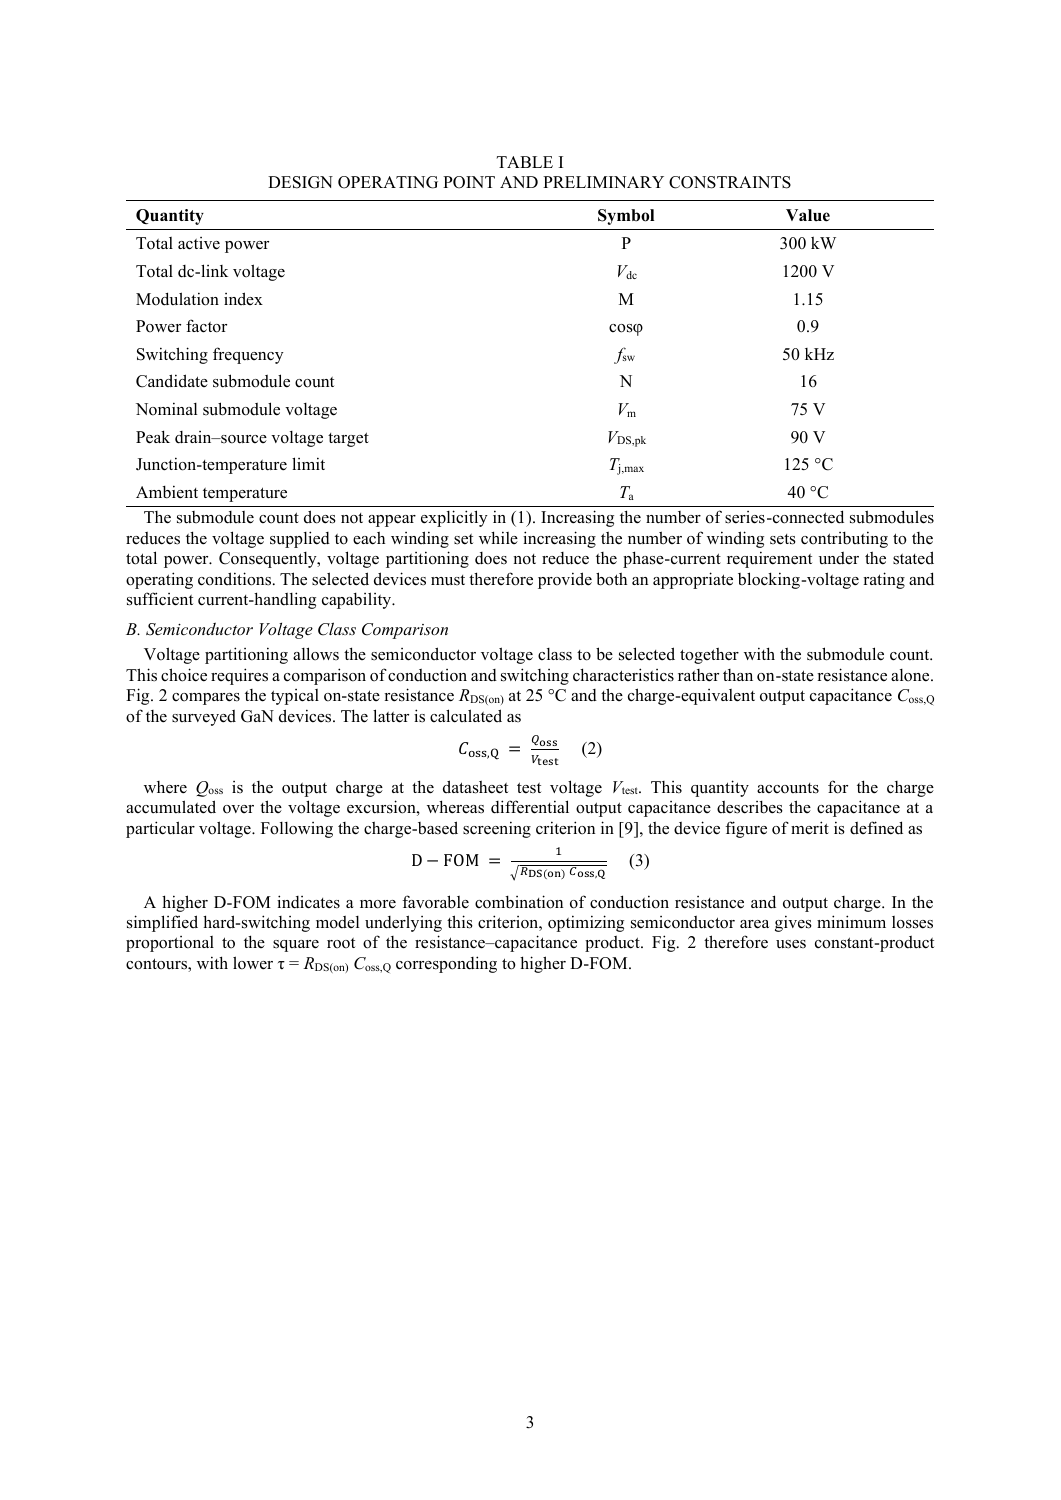 TABLE I
DESIGN OPERATING POINT AND PRELIMINARY CONSTRAINTS
Quantity Symbol Value
Total active power P 300 kW
Total dc-link voltage Vdc 1200 V
Modulation index M 1.15
Power factor cosφ 0.9
Switching frequency fsw 50 kHz
Candidate submodule count N 16
Nominal submodule voltage Vm 75 V
Peak drain–source voltage target VDS,pk 90 V
Junction-temperature limit Tj,max 125 °C
Ambient temperature Ta 40 °C
The submodule count does not appear explicitly in (1). Increasing the number of series-connected submodules
reduces the voltage supplied to each winding set while increasing the number of winding sets contributing to the
total power. Consequently, voltage partitioning does not reduce the phase-current requirement under the stated
operating conditions. The selected devices must therefore provide both an appropriate blocking-voltage rating and
sufficient current-handling capability.
B. Semiconductor Voltage Class Comparison
Voltage partitioning allows the semiconductor voltage class to be selected together with the submodule count.
This choice requires a comparison of conduction and switching characteristics rather than on-state resistance alone.
Fig. 2 compares the typical on-state resistance RDS(on) at 25 °C and the charge-equivalent output capacitance Coss,Q
of the surveyed GaN devices. The latter is calculated as
Coss,Q = Qoss / Vtest (2)
where Qoss is the output charge at the datasheet test voltage Vtest. This quantity accounts for the charge
accumulated over the voltage excursion, whereas differential output capacitance describes the capacitance at a
particular voltage. Following the charge-based screening criterion in [9], the device figure of merit is defined as
D − FOM = 1 / √(RDS(on) Coss,Q) (3)
A higher D-FOM indicates a more favorable combination of conduction resistance and output charge. In the
simplified hard-switching model underlying this criterion, optimizing semiconductor area gives minimum losses
proportional to the square root of the resistance–capacitance product. Fig. 2 therefore uses constant-product
contours, with lower τ = RDS(on) Coss,Q corresponding to higher D-FOM.
3